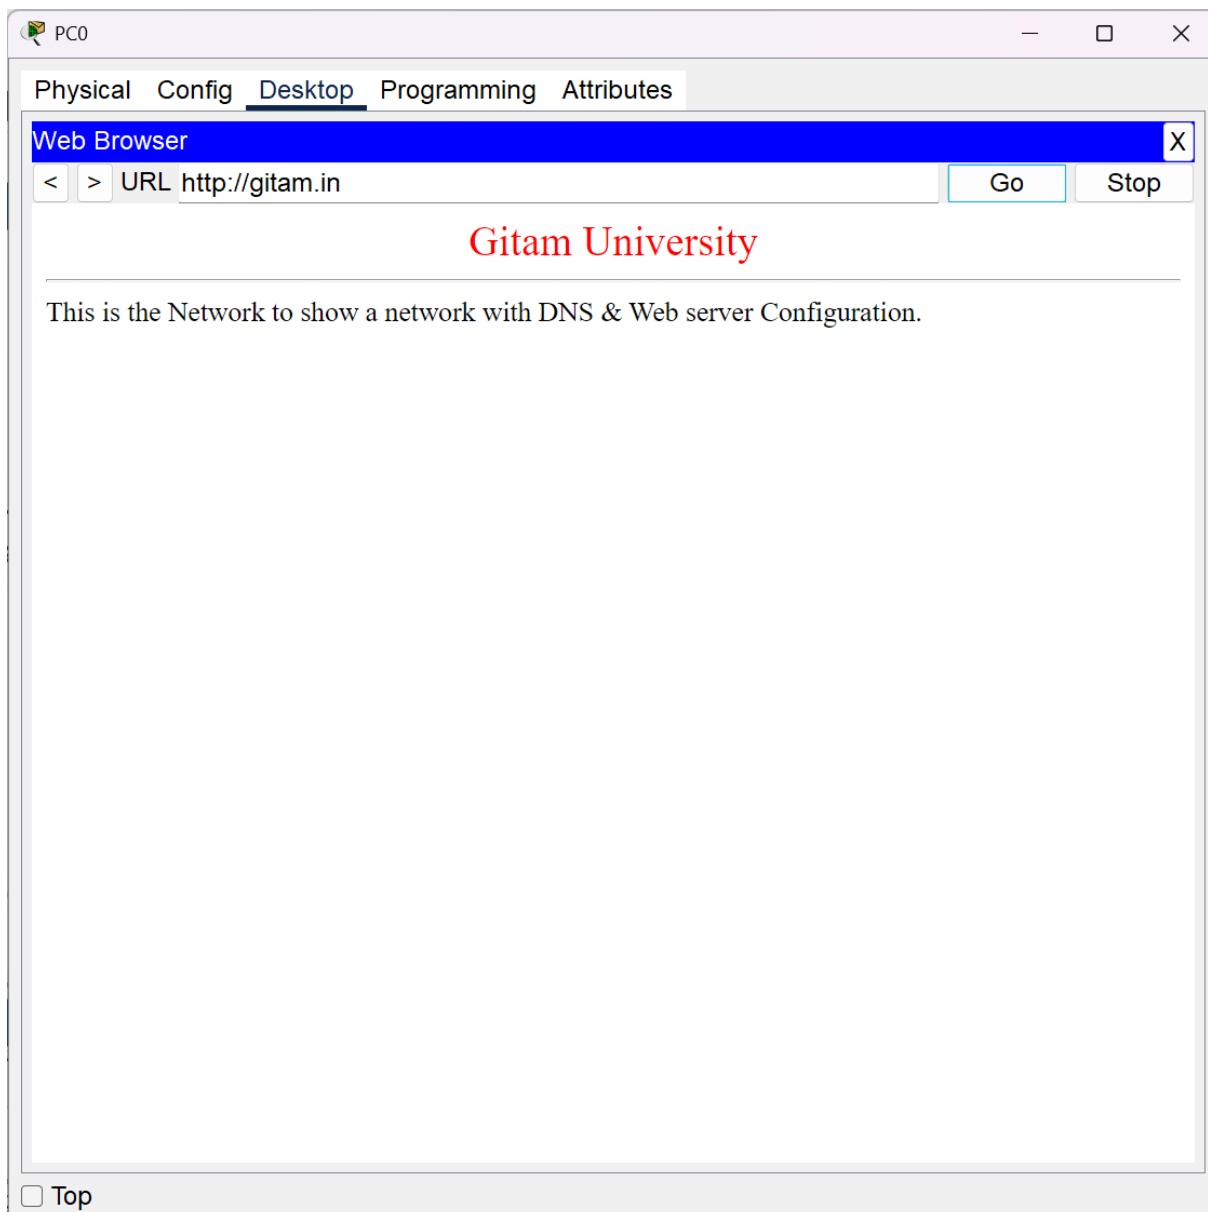 PC0
Physical Config Desktop Programming Attributes
Web Browser X
< > URL http://gitam.in Go Stop
Gitam University
This is the Network to show a network with DNS & Web server Configuration.
Top